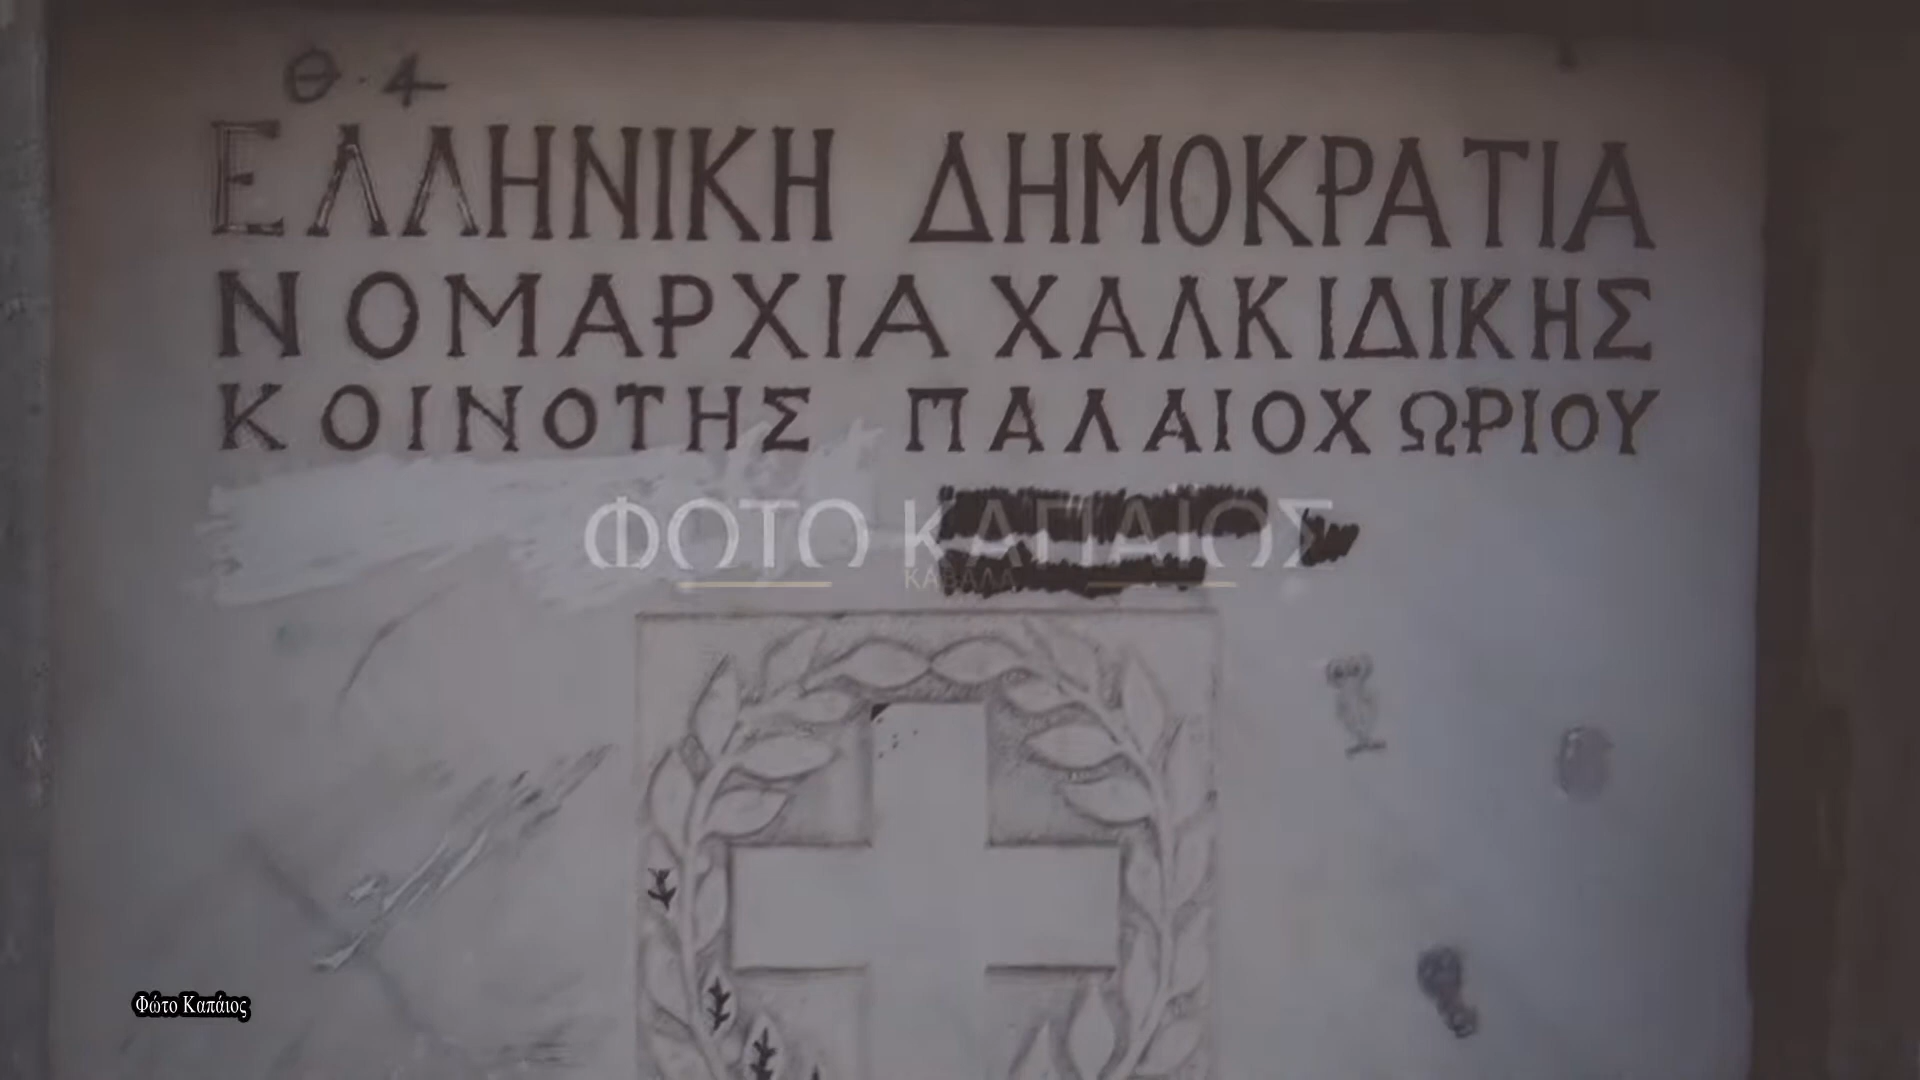 Θ.4
ΕΛΛΗΝΙΚΗ ΔΗΜΟΚΡΑΤΙΑ
ΝΟΜΑΡΧΙΑ ΧΑΛΚΙΔΙΚΗΣ
ΚΟΙΝΟΤΗΣ ΠΑΛΑΙΟΧΩΡΙΟΥ
ΦΩΤΟ ΚΑΠΑΙΟΣ
ΚΑΒΑΛΑ
Φώτο Καπάιος